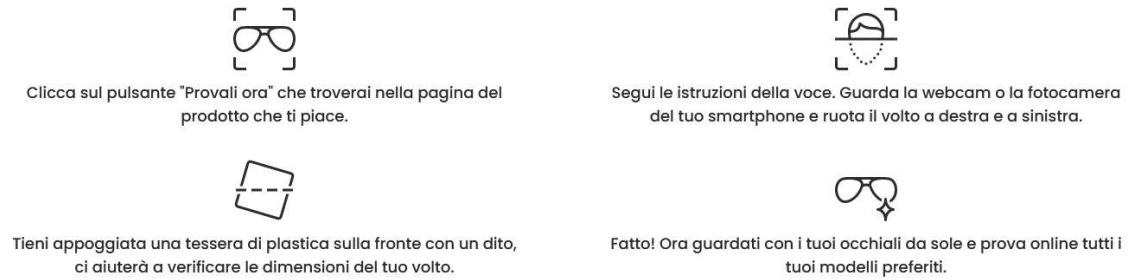 Clicca sul pulsante "Provali ora" che troverai nella pagina del
prodotto che ti piace.
Segui le istruzioni della voce. Guarda la webcam o la fotocamera
del tuo smartphone e ruota il volto a destra e a sinistra.
Tieni appoggiata una tessera di plastica sulla fronte con un dito,
ci aiuterà a verificare le dimensioni del tuo volto.
Fatto! Ora guardati con i tuoi occhiali da sole e prova online tutti i
tuoi modelli preferiti.